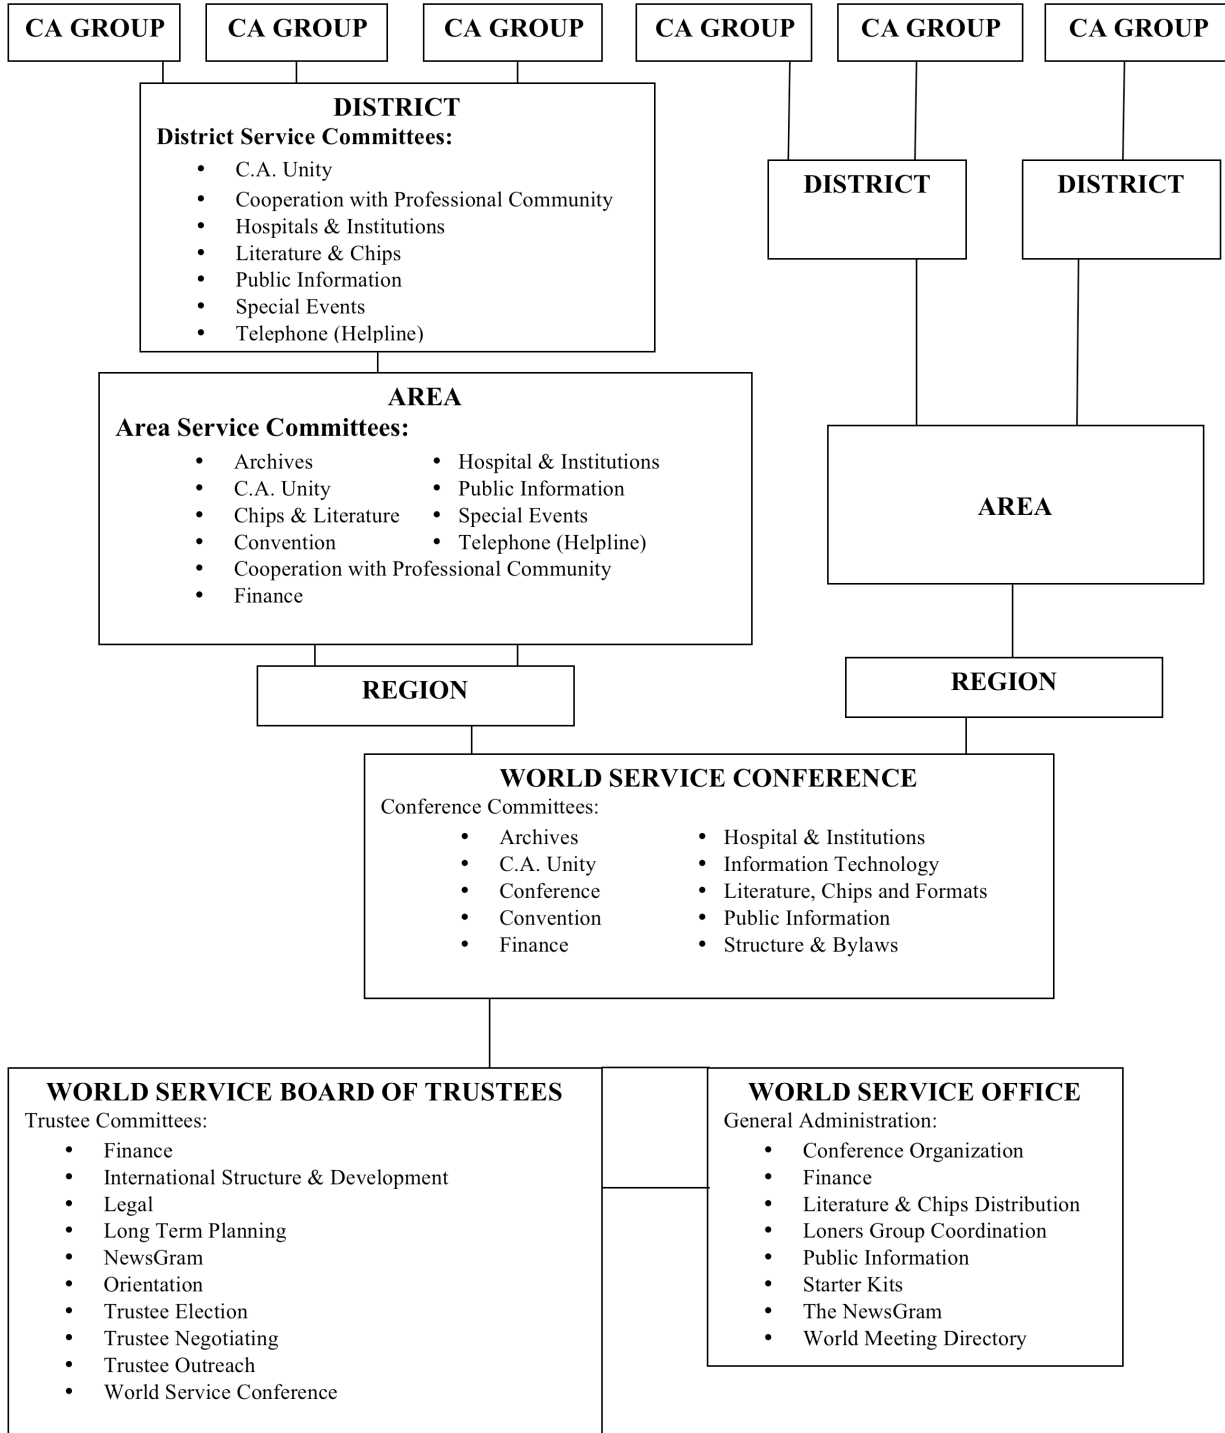 CA GROUP
CA GROUP
CA GROUP
CA GROUP
CA GROUP
CA GROUP
DISTRICT
District Service Committees:
• C.A. Unity
• Cooperation with Professional Community
• Hospitals & Institutions
• Literature & Chips
• Public Information
• Special Events
• Telephone (Helpline)
DISTRICT
DISTRICT
AREA
Area Service Committees:
• Archives
• C.A. Unity
• Chips & Literature
• Convention
• Cooperation with Professional Community
• Finance
• Hospital & Institutions
• Public Information
• Special Events
• Telephone (Helpline)
AREA
REGION
REGION
WORLD SERVICE CONFERENCE
Conference Committees:
• Archives
• C.A. Unity
• Conference
• Convention
• Finance
• Hospital & Institutions
• Information Technology
• Literature, Chips and Formats
• Public Information
• Structure & Bylaws
WORLD SERVICE BOARD OF TRUSTEES
Trustee Committees:
• Finance
• International Structure & Development
• Legal
• Long Term Planning
• NewsGram
• Orientation
• Trustee Election
• Trustee Negotiating
• Trustee Outreach
• World Service Conference
WORLD SERVICE OFFICE
General Administration:
• Conference Organization
• Finance
• Literature & Chips Distribution
• Loners Group Coordination
• Public Information
• Starter Kits
• The NewsGram
• World Meeting Directory